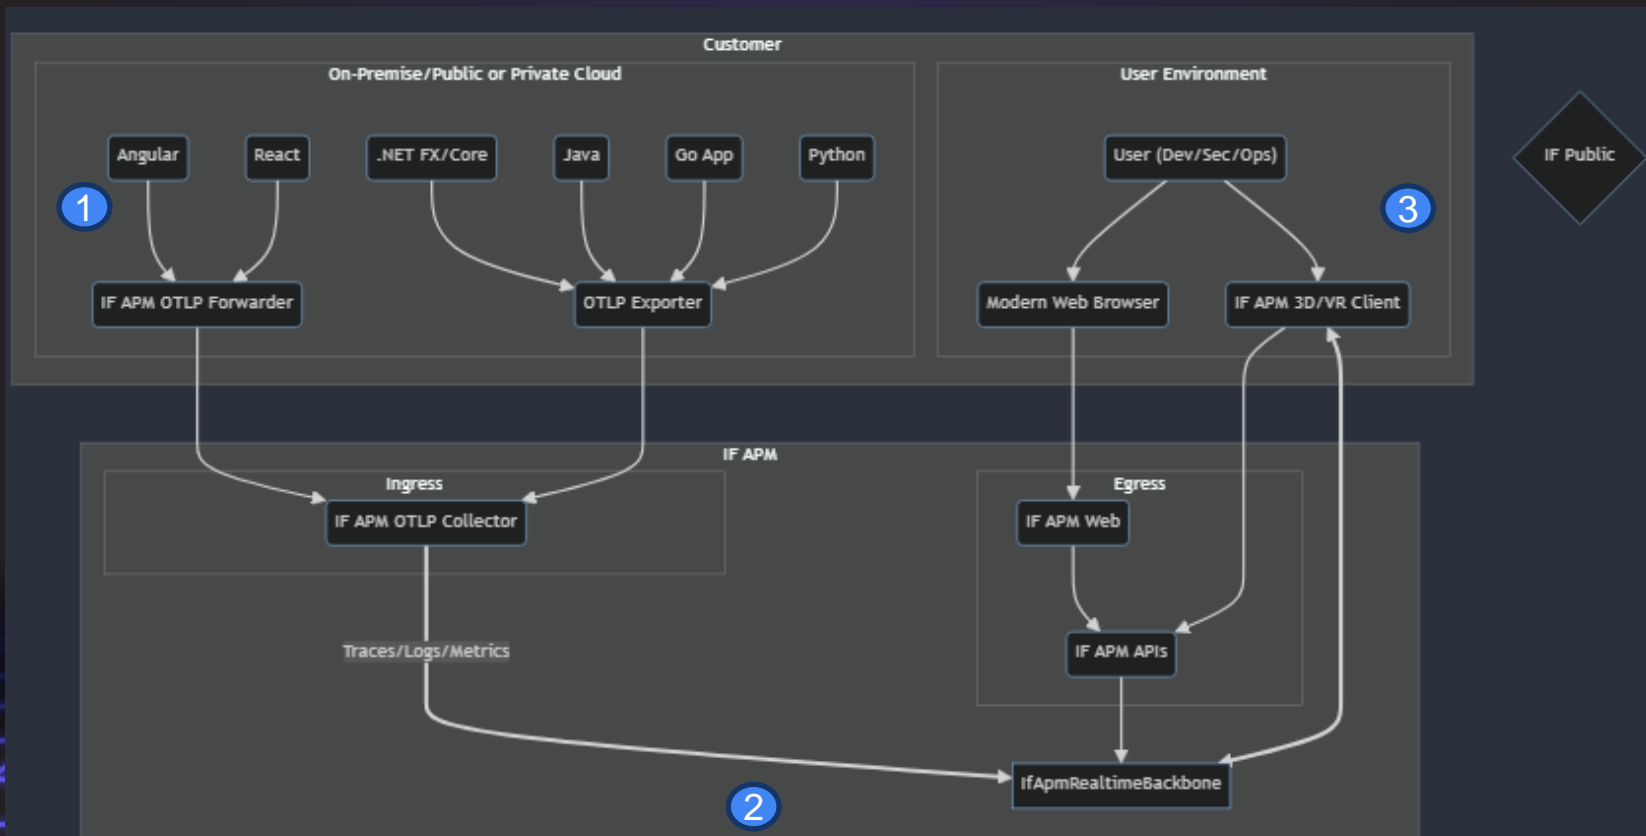 Customer
On-Premise/Public or Private Cloud
User Environment
Angular
React
.NET FX/Core
Java
Go App
Python
User (Dev/Sec/Ops)
IF Public
1
3
IF APM OTLP Forwarder
OTLP Exporter
Modern Web Browser
IF APM 3D/VR Client
IF APM
Ingress
Egress
IF APM OTLP Collector
IF APM Web
Traces/Logs/Metrics
IF APM APIs
IfApmRealtimeBackbone
2